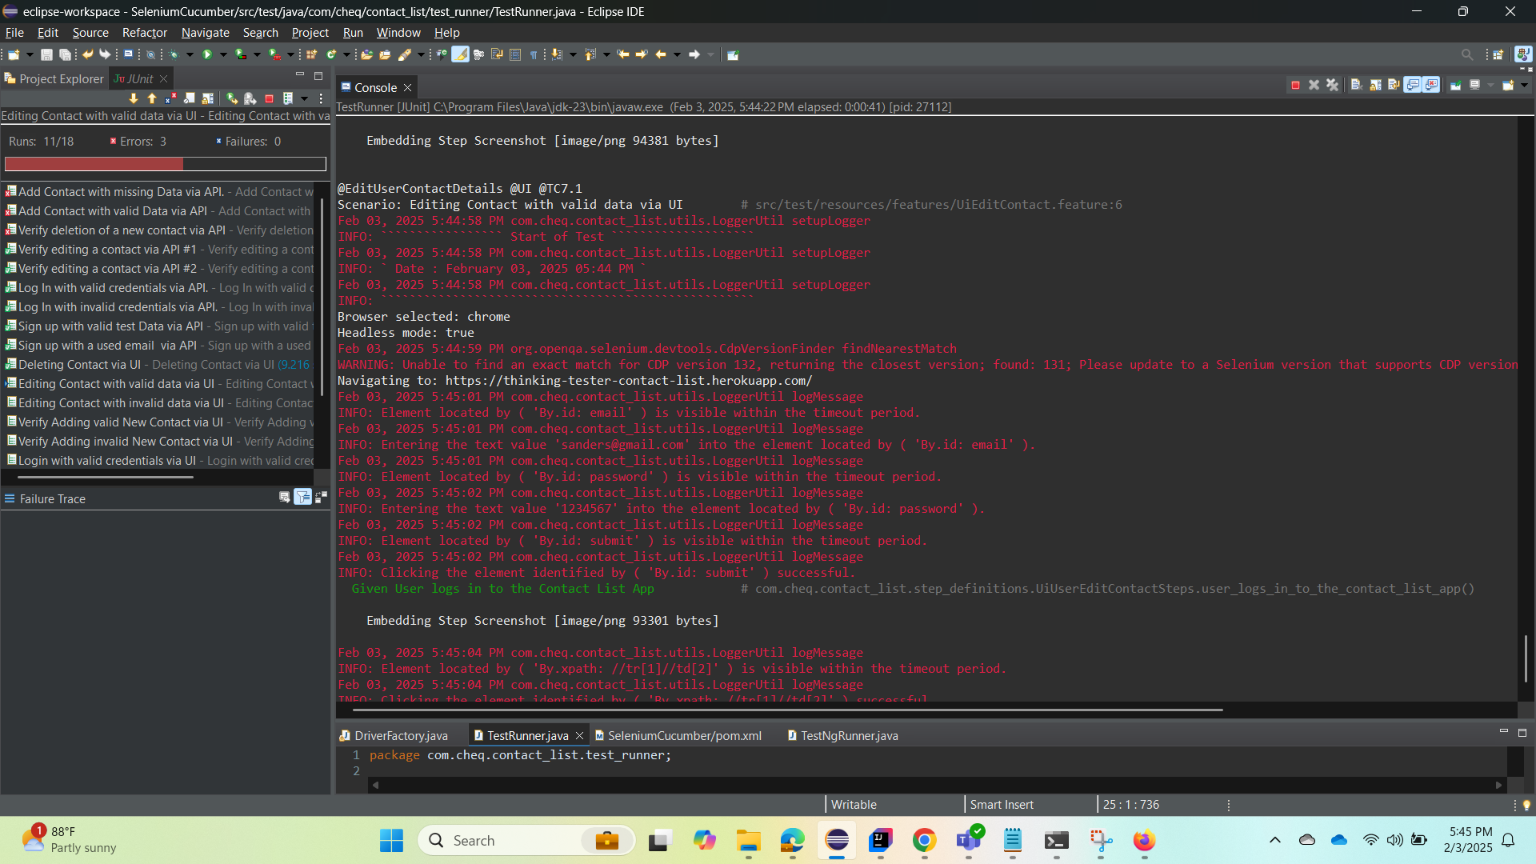 eclipse-workspace - SeleniumCucumber/src/test/java/com/cheq/contact_list/test_runner/TestRunner.java - Eclipse IDE
File Edit Source Refactor Navigate Search Project Run Window Help
Project Explorer JUnit
Console
TestRunner [JUnit] C:\Program Files\Java\jdk-23\bin\javaw.exe (Feb 3, 2025, 5:44:22 PM elapsed: 0:00:41) [pid: 27112]
Editing Contact with valid data via UI - Editing Contact with va
Runs: 11/18 Errors: 3 Failures: 0
Add Contact with missing Data via API. - Add Contact w
Add Contact with valid Data via API - Add Contact with
Verify deletion of a new contact via API - Verify deletion
Verify editing a contact via API #1 - Verify editing a cont
Verify editing a contact via API #2 - Verify editing a cont
Log In with valid credentials via API. - Log In with valid c
Log In with invalid credentials via API. - Log In with inva
Sign up with valid test Data via API - Sign up with valid
Sign up with a used email via API - Sign up with a used
Deleting Contact via UI - Deleting Contact via UI (9.216
Editing Contact with valid data via UI - Editing Contact
Editing Contact with invalid data via UI - Editing Contac
Verify Adding valid New Contact via UI - Verify Adding
Verify Adding invalid New Contact via UI - Verify Adding
Login with valid credentials via UI - Login with valid cre
Failure Trace
Embedding Step Screenshot [image/png 94381 bytes]
@EditUserContactDetails @UI @TC7.1
Scenario: Editing Contact with valid data via UI # src/test/resources/features/UiEditContact.feature:6
Feb 03, 2025 5:44:58 PM com.cheq.contact_list.utils.LoggerUtil setupLogger
INFO: ````````````````` Start of Test ````````````````````
Feb 03, 2025 5:44:58 PM com.cheq.contact_list.utils.LoggerUtil setupLogger
INFO: ` Date : February 03, 2025 05:44 PM `
Feb 03, 2025 5:44:58 PM com.cheq.contact_list.utils.LoggerUtil setupLogger
INFO: ````````````````````````````````````````````````````
Browser selected: chrome
Headless mode: true
Feb 03, 2025 5:44:59 PM org.openqa.selenium.devtools.CdpVersionFinder findNearestMatch
WARNING: Unable to find an exact match for CDP version 132, returning the closest version; found: 131; Please update to a Selenium version that supports CDP version
Navigating to: https://thinking-tester-contact-list.herokuapp.com/
Feb 03, 2025 5:45:01 PM com.cheq.contact_list.utils.LoggerUtil logMessage
INFO: Element located by ( 'By.id: email' ) is visible within the timeout period.
Feb 03, 2025 5:45:01 PM com.cheq.contact_list.utils.LoggerUtil logMessage
INFO: Entering the text value 'sanders@gmail.com' into the element located by ( 'By.id: email' ).
Feb 03, 2025 5:45:01 PM com.cheq.contact_list.utils.LoggerUtil logMessage
INFO: Element located by ( 'By.id: password' ) is visible within the timeout period.
Feb 03, 2025 5:45:02 PM com.cheq.contact_list.utils.LoggerUtil logMessage
INFO: Entering the text value '1234567' into the element located by ( 'By.id: password' ).
Feb 03, 2025 5:45:02 PM com.cheq.contact_list.utils.LoggerUtil logMessage
INFO: Element located by ( 'By.id: submit' ) is visible within the timeout period.
Feb 03, 2025 5:45:02 PM com.cheq.contact_list.utils.LoggerUtil logMessage
INFO: Clicking the element identified by ( 'By.id: submit' ) successful.
Given User logs in to the Contact List App # com.cheq.contact_list.step_definitions.UiUserEditContactSteps.user_logs_in_to_the_contact_list_app()
Embedding Step Screenshot [image/png 93301 bytes]
Feb 03, 2025 5:45:04 PM com.cheq.contact_list.utils.LoggerUtil logMessage
INFO: Element located by ( 'By.xpath: //tr[1]//td[2]' ) is visible within the timeout period.
Feb 03, 2025 5:45:04 PM com.cheq.contact_list.utils.LoggerUtil logMessage
INFO: Clicking the element identified by ( 'By.xpath: //tr[1]//td[2]' ) successful
DriverFactory.java TestRunner.java SeleniumCucumber/pom.xml TestNgRunner.java
1 package com.cheq.contact_list.test_runner;
2
Writable Smart Insert 25 : 1 : 736
1
88°F
Partly sunny
Search
5:45 PM
2/3/2025